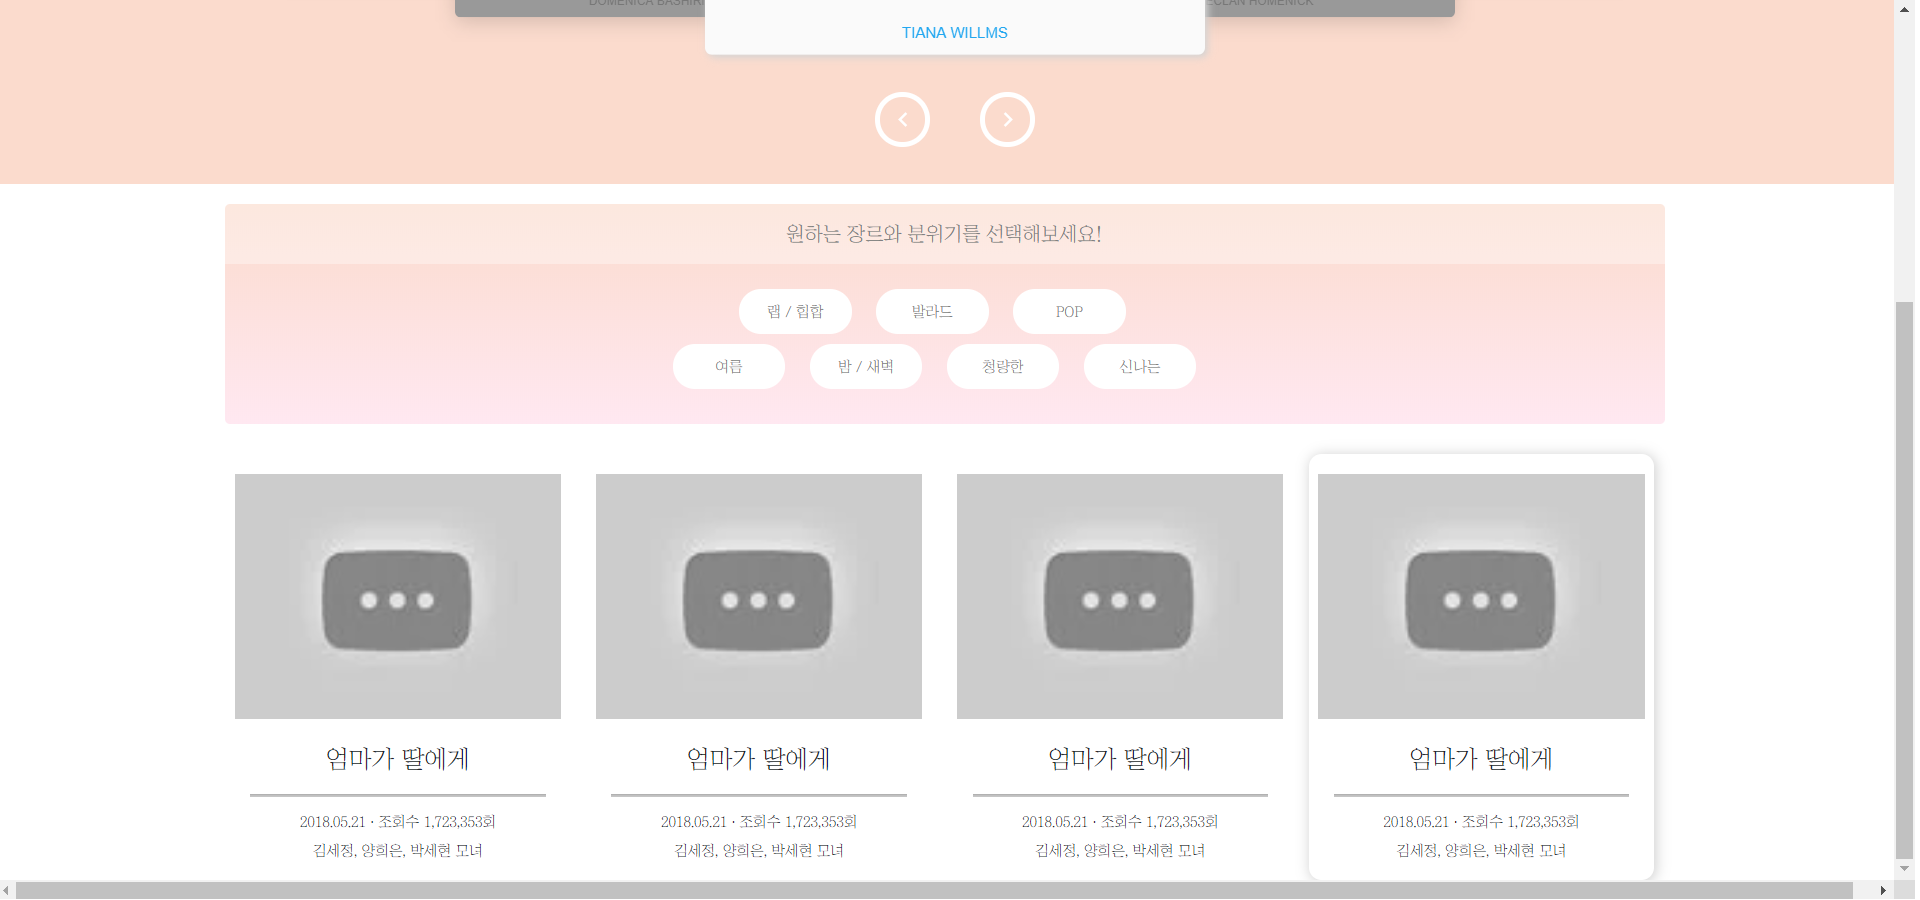 TIANA WILLMS
원하는 장르와 분위기를 선택해보세요!
랩 / 힙합 발라드 POP
여름 밤 / 새벽 청량한 신나는
엄마가 딸에게 엄마가 딸에게 엄마가 딸에게 엄마가 딸에게
2018.05.21 · 조회수 1,723,353회 2018.05.21 · 조회수 1,723,353회 2018.05.21 · 조회수 1,723,353회 2018.05.21 · 조회수 1,723,353회
김세정, 양희은, 박세현 모녀 김세정, 양희은, 박세현 모녀 김세정, 양희은, 박세현 모녀 김세정, 양희은, 박세현 모녀